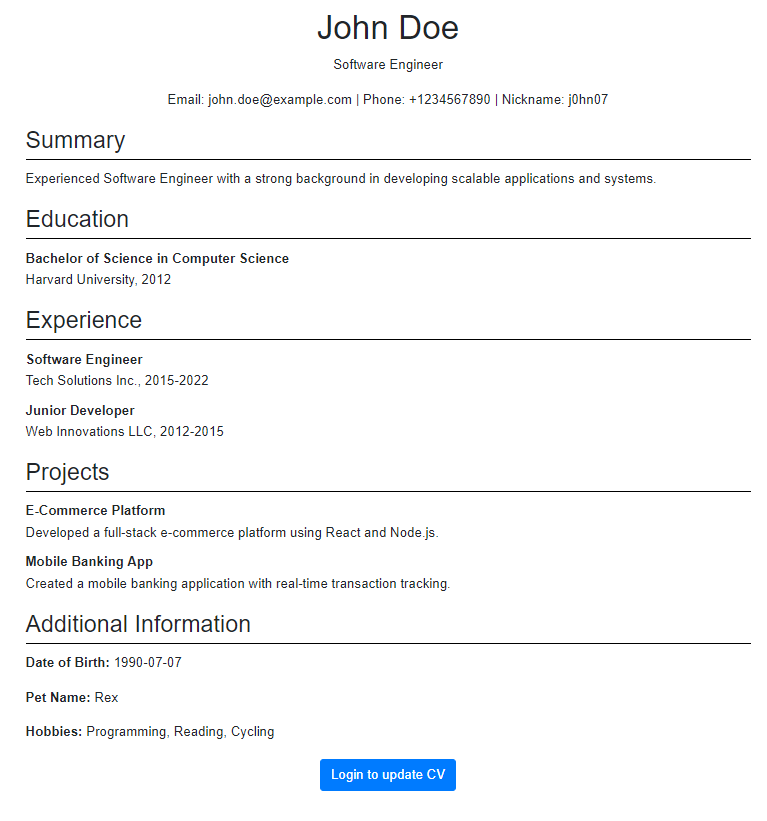 John Doe
Software Engineer
Email: john.doe@example.com | Phone: +1234567890 | Nickname: j0hn07
Summary
Experienced Software Engineer with a strong background in developing scalable applications and systems.
Education
Bachelor of Science in Computer Science
Harvard University, 2012
Experience
Software Engineer
Tech Solutions Inc., 2015-2022
Junior Developer
Web Innovations LLC, 2012-2015
Projects
E-Commerce Platform
Developed a full-stack e-commerce platform using React and Node.js.
Mobile Banking App
Created a mobile banking application with real-time transaction tracking.
Additional Information
Date of Birth: 1990-07-07
Pet Name: Rex
Hobbies: Programming, Reading, Cycling
Login to update CV